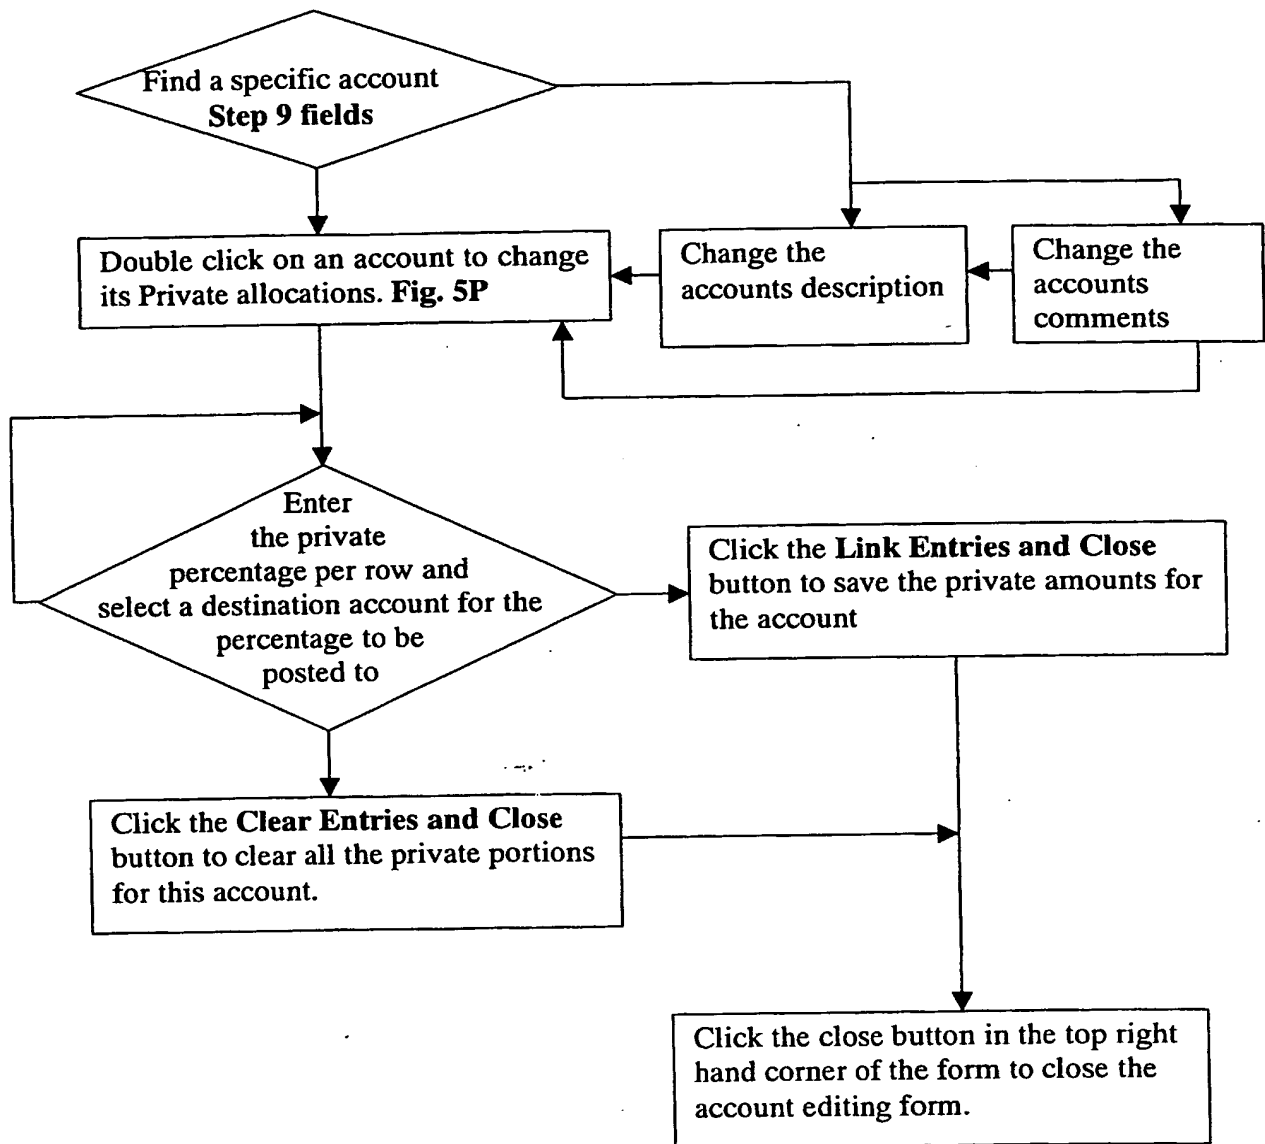 Find a specific account
Step 9 fields
Double click on an account to change
its Private allocations. Fig. 5P
Change the
accounts description
Change the
accounts
comments
Enter
the private
percentage per row and
select a destination account for the
percentage to be
posted to
Click the Link Entries and Close
button to save the private amounts for
the account
Click the Clear Entries and Close
button to clear all the private portions
for this account.
Click the close button in the top right
hand corner of the form to close the
account editing form.